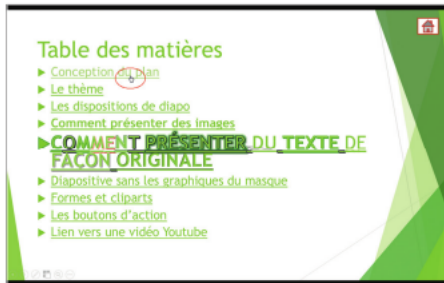 Table des matières
Conception du plan
Le thème
Les dispositions de diapo
Comment présenter des images
COMMENT PRÉSENTER DU TEXTE DE
FAÇON ORIGINALE
Diapositive sans les graphiques du masque
Formes et cliparts
Les boutons d'action
Lien vers une vidéo Youtube